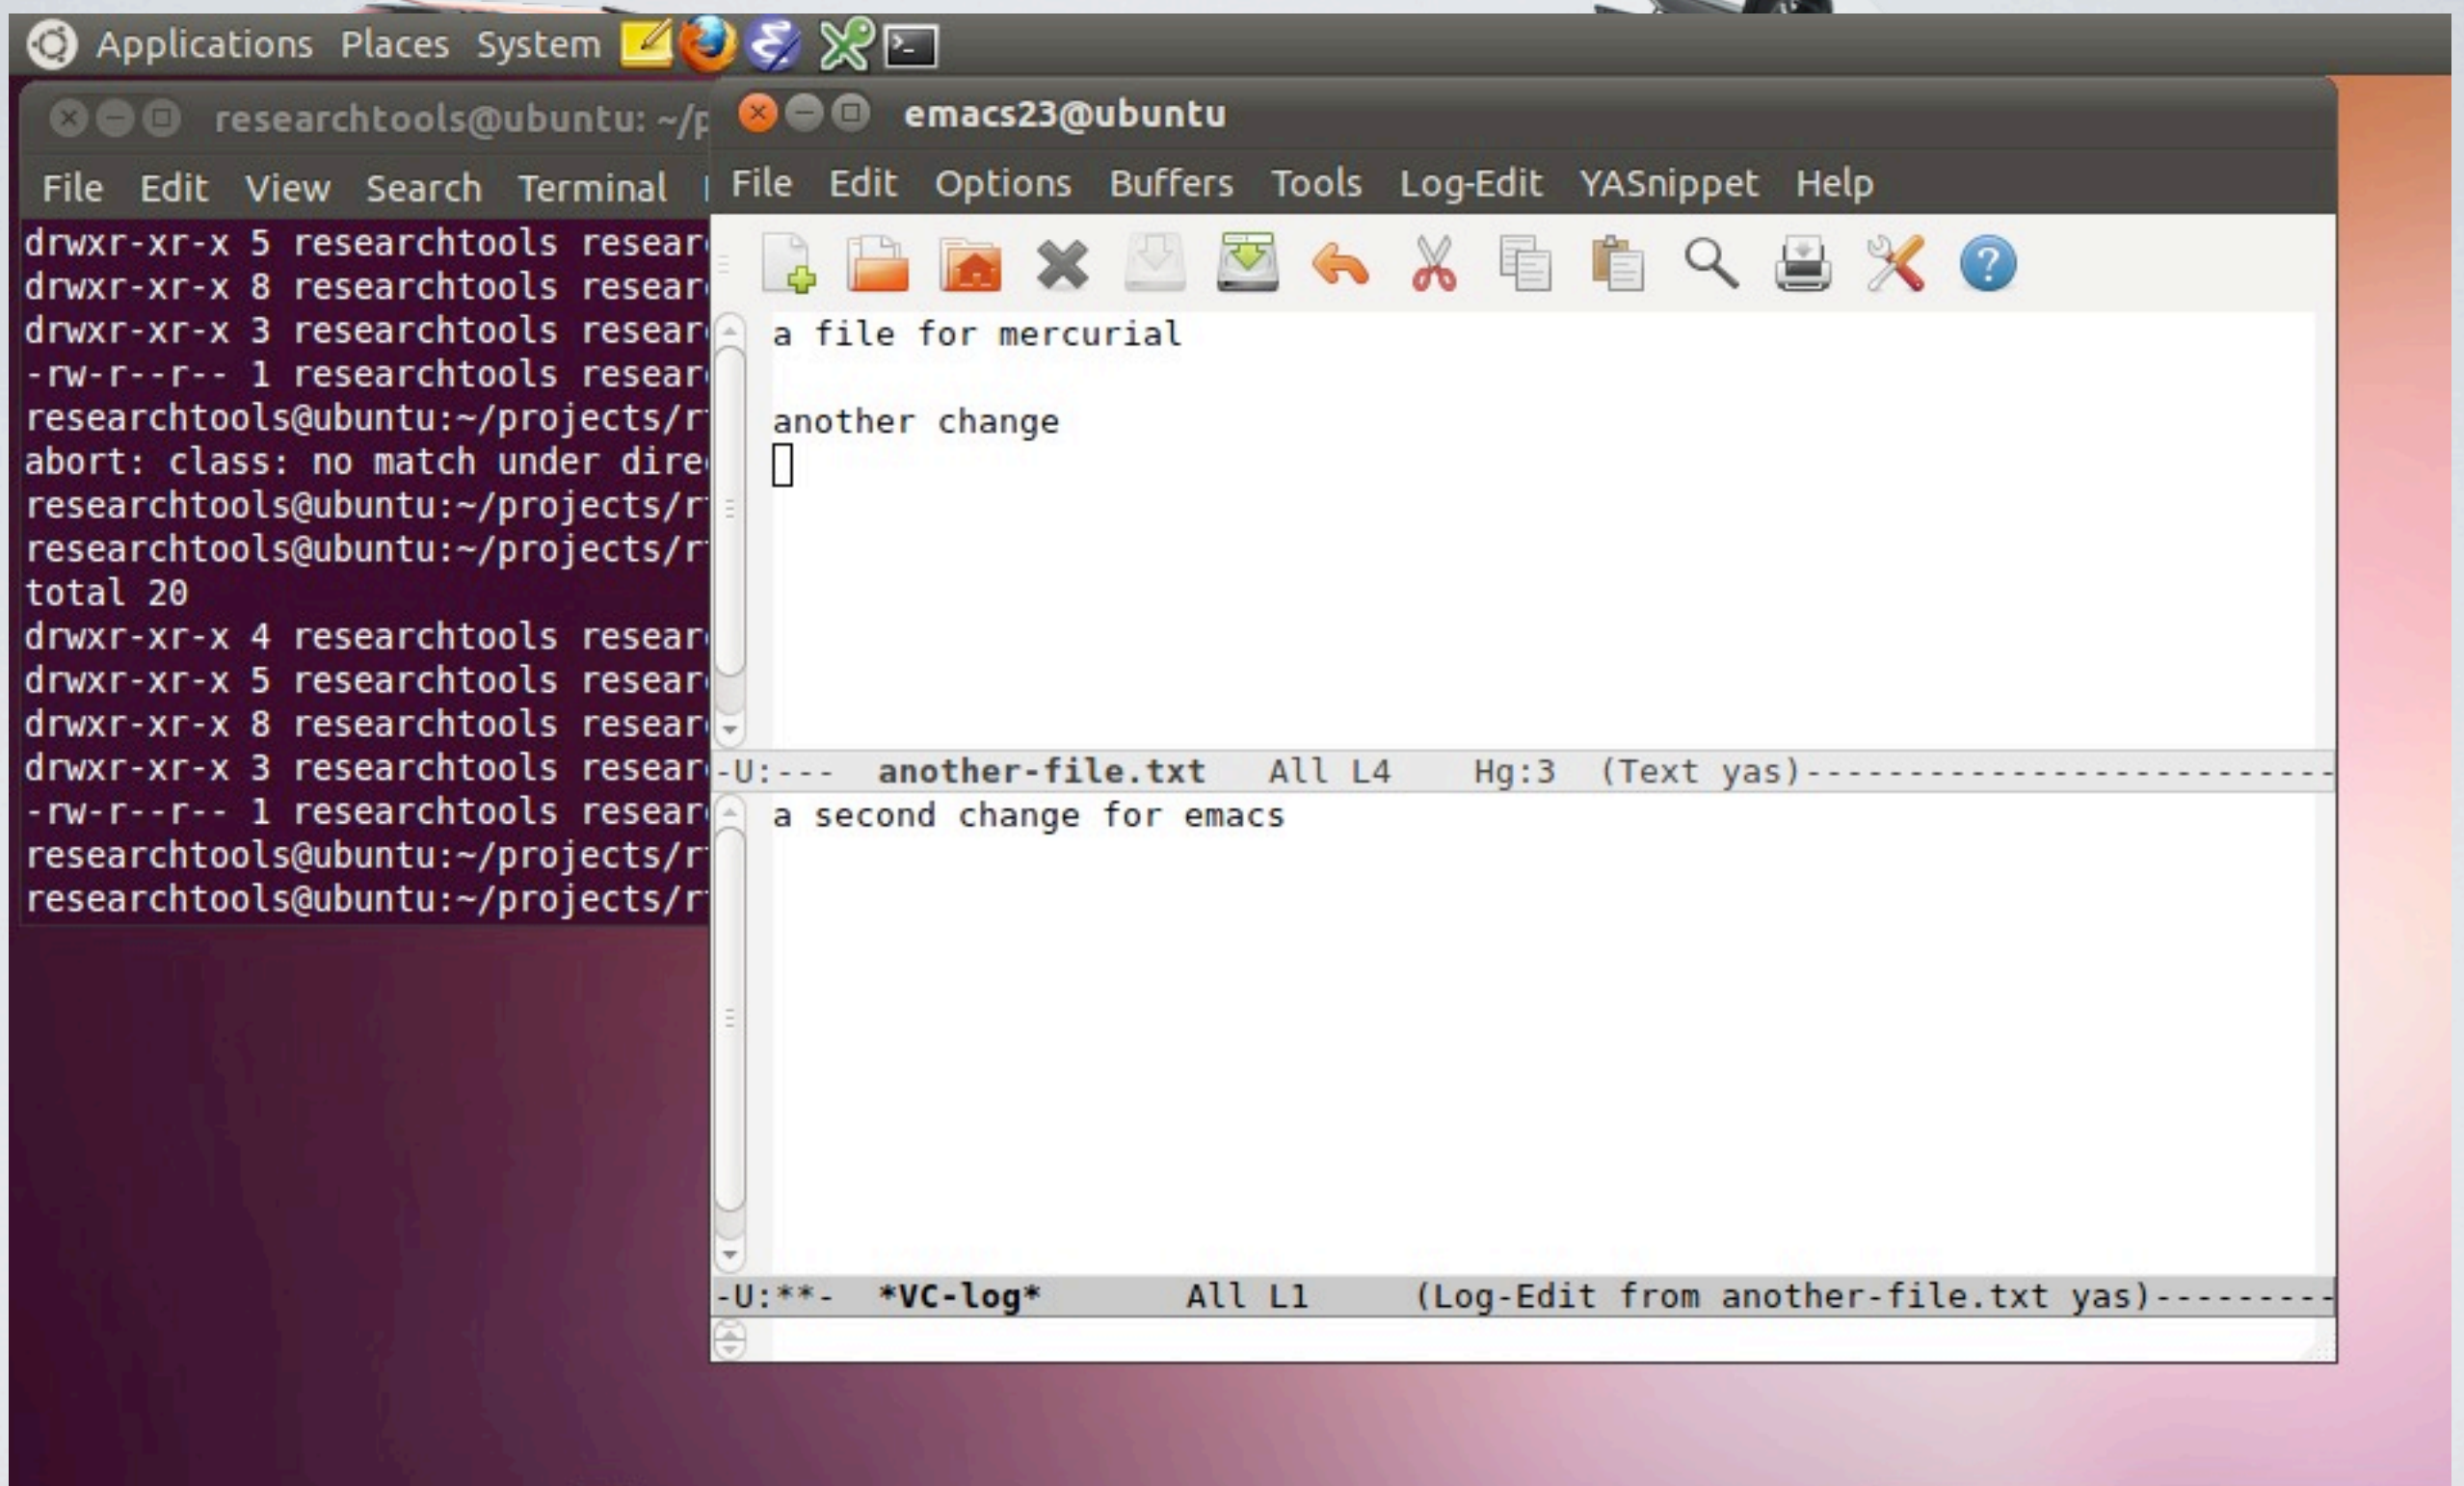 Applications Places System
researchtools@ubuntu: ~/p
File Edit View Search Terminal
drwxr-xr-x 5 researchtools resear
drwxr-xr-x 8 researchtools resear
drwxr-xr-x 3 researchtools resear
-rw-r--r-- 1 researchtools resear
researchtools@ubuntu:~/projects/r
abort: class: no match under dire
researchtools@ubuntu:~/projects/r
researchtools@ubuntu:~/projects/r
total 20
drwxr-xr-x 4 researchtools resear
drwxr-xr-x 5 researchtools resear
drwxr-xr-x 8 researchtools resear
drwxr-xr-x 3 researchtools resear
-rw-r--r-- 1 researchtools resear
researchtools@ubuntu:~/projects/r
researchtools@ubuntu:~/projects/r
emacs23@ubuntu
File Edit Options Buffers Tools Log-Edit YASnippet Help
a file for mercurial
another change
-U:--- another-file.txt All L4 Hg:3 (Text yas)--------------------------
a second change for emacs
-U:**- *VC-log* All L1 (Log-Edit from another-file.txt yas)---------